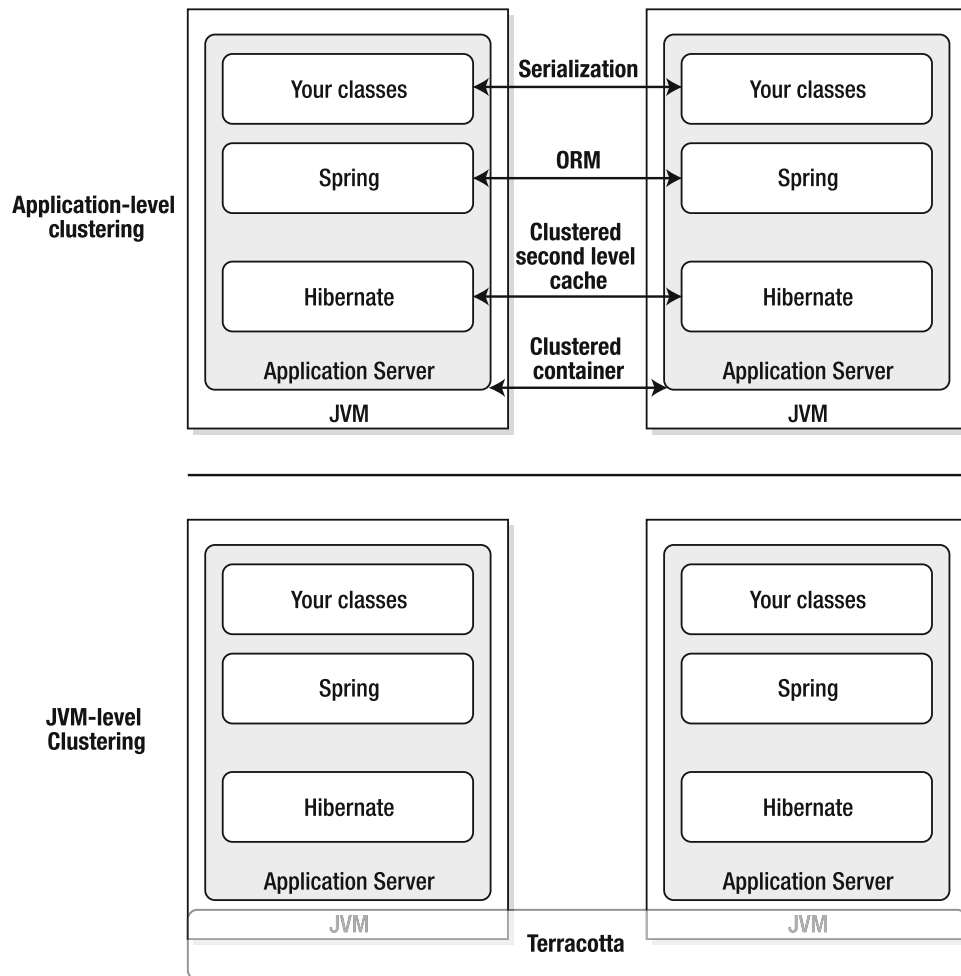 Your classes
Serialization
Your classes
Spring
ORM
Spring
Application-level
clustering
Clustered
second level
cache
Hibernate
Hibernate
Clustered
container
Application Server
Application Server
JVM
JVM
Your classes
Your classes
Spring
Spring
JVM-level
Clustering
Hibernate
Hibernate
Application Server
Application Server
JVM
JVM
Terracotta